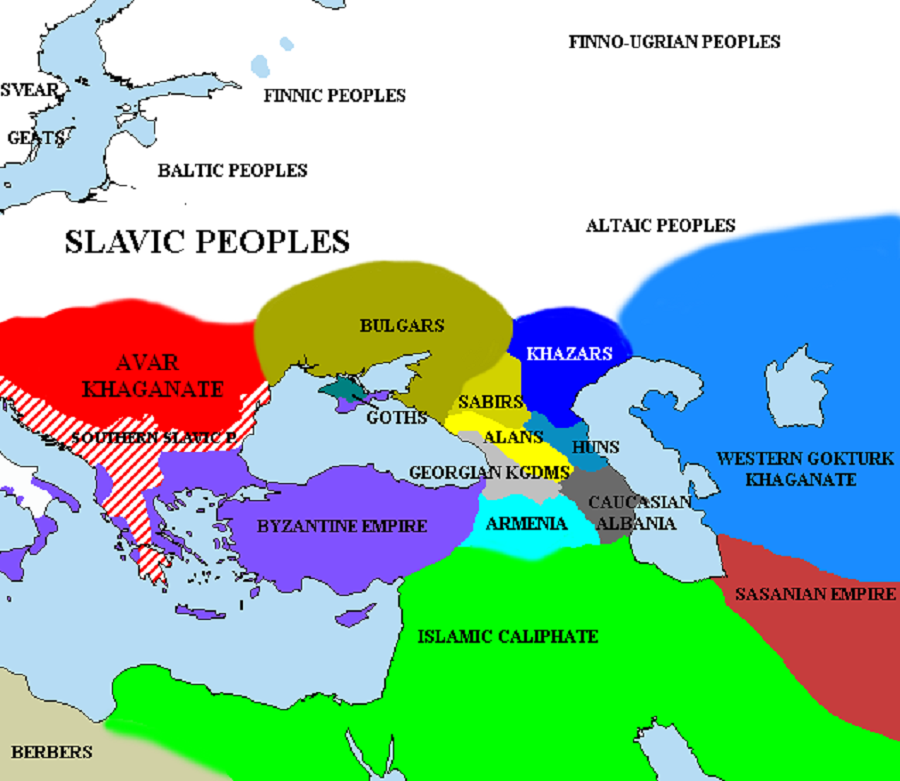 FINNO-UGRIAN PEOPLES
SVEAR
FINNIC PEOPLES
GEATS
BALTIC PEOPLES
ALTAIC PEOPLES
SLAVIC PEOPLES
BULGARS
AVAR
KHAGANATE
KHAZARS
SABIRS
GOTHS
SOUTHERN SLAVIC P.
ALANS
HUNS
GEORGIAN KGDMS
WESTERN GOKTURK
KHAGANATE
CAUCASIAN
ALBANIA
BYZANTINE EMPIRE
ARMENIA
SASANIAN EMPIRE
ISLAMIC CALIPHATE
BERBERS